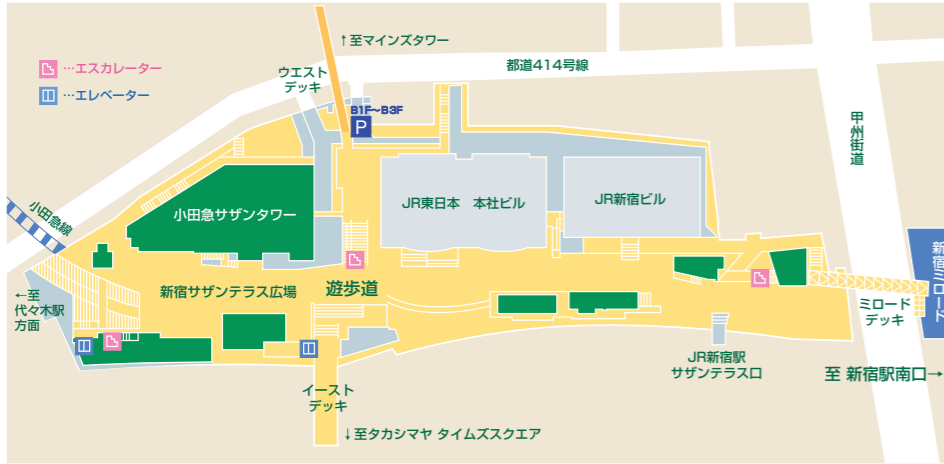 ↑至マインズタワー
…エスカレーター
…エレベーター
ウエスト
デッキ
都道414号線
B1F～B3F
P
甲州街道
小田急線
小田急サザンタワー
JR東日本　本社ビル
JR新宿ビル
新宿ミロード
←至
代々木駅
方面
新宿サザンテラス広場
遊歩道
ミロード
デッキ
JR新宿駅
サザンテラス口
至 新宿駅南口→
イースト
デッキ
↓至タカシマヤ タイムズスクエア